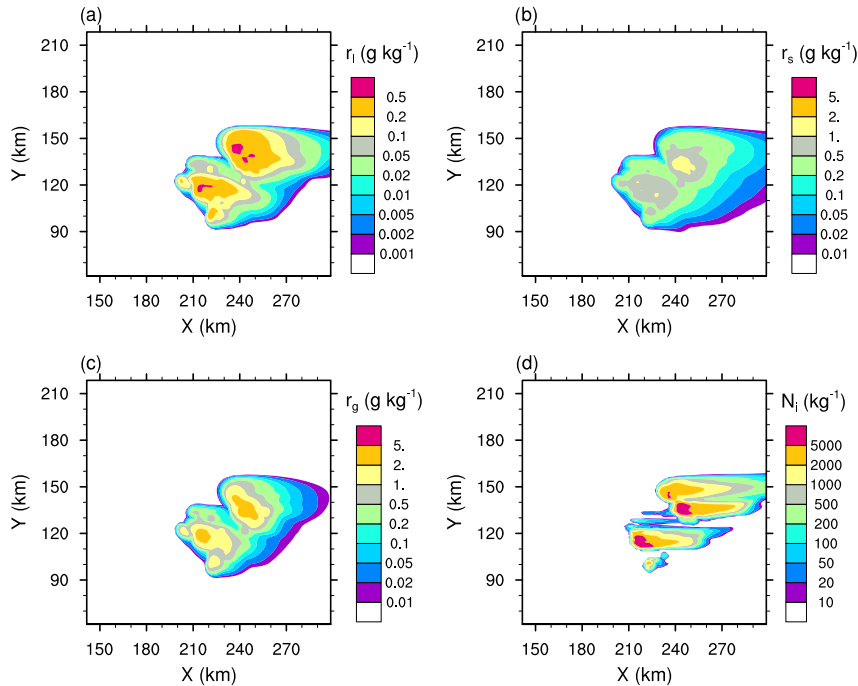 (a)
r_l (g kg⁻¹)
210
180
150
120
90
Y (km)
150 180 210 240 270
X (km)
0.5
0.2
0.1
0.05
0.02
0.01
0.005
0.002
0.001
(b)
r_s (g kg⁻¹)
210
180
150
120
90
Y (km)
150 180 210 240 270
X (km)
5.
2.
1.
0.5
0.2
0.1
0.05
0.02
0.01
(c)
r_g (g kg⁻¹)
210
180
150
120
90
Y (km)
150 180 210 240 270
X (km)
5.
2.
1.
0.5
0.2
0.1
0.05
0.02
0.01
(d)
N_i (kg⁻¹)
210
180
150
120
90
Y (km)
150 180 210 240 270
X (km)
5000
2000
1000
500
200
100
50
20
10